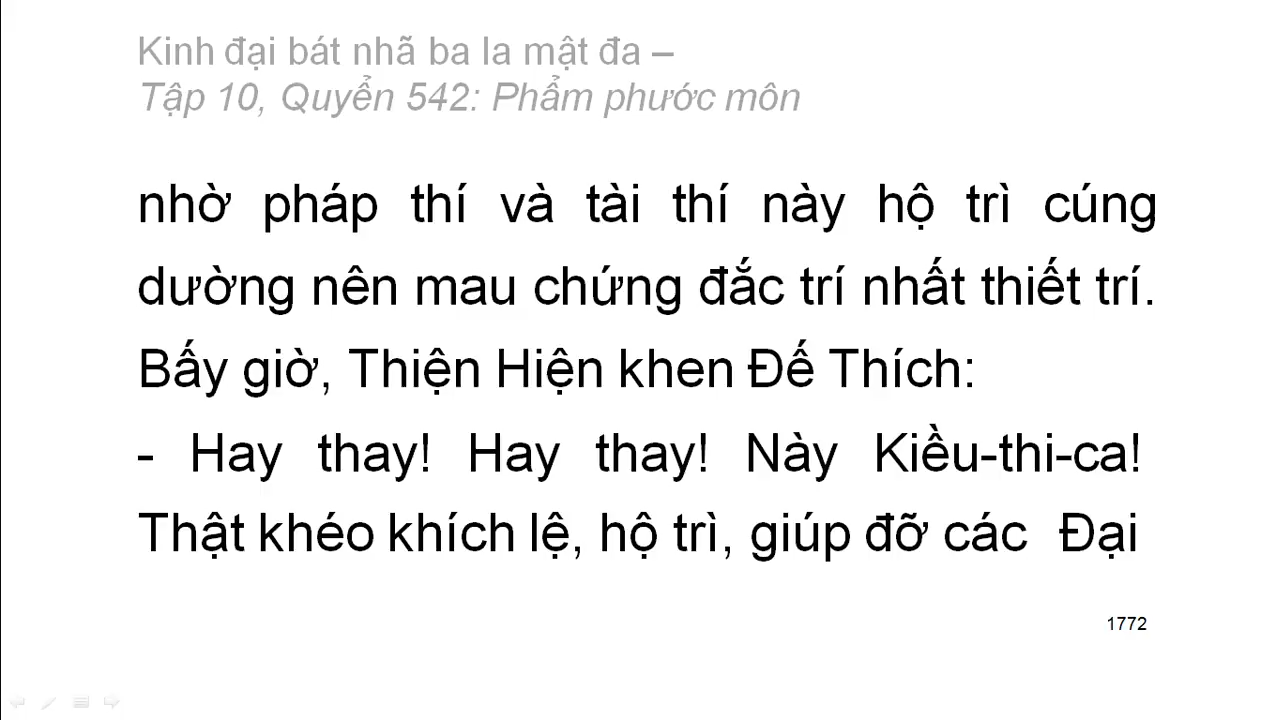 Kinh đại bát nhã ba la mật đa –
Tập 10, Quyển 542: Phẩm phước môn
nhờ pháp thí và tài thí này hộ trì cúng
dường nên mau chứng đắc trí nhất thiết trí.
Bấy giờ, Thiện Hiện khen Đế Thích:
- Hay thay! Hay thay! Này Kiều-thi-ca!
Thật khéo khích lệ, hộ trì, giúp đỡ các Đại
1772